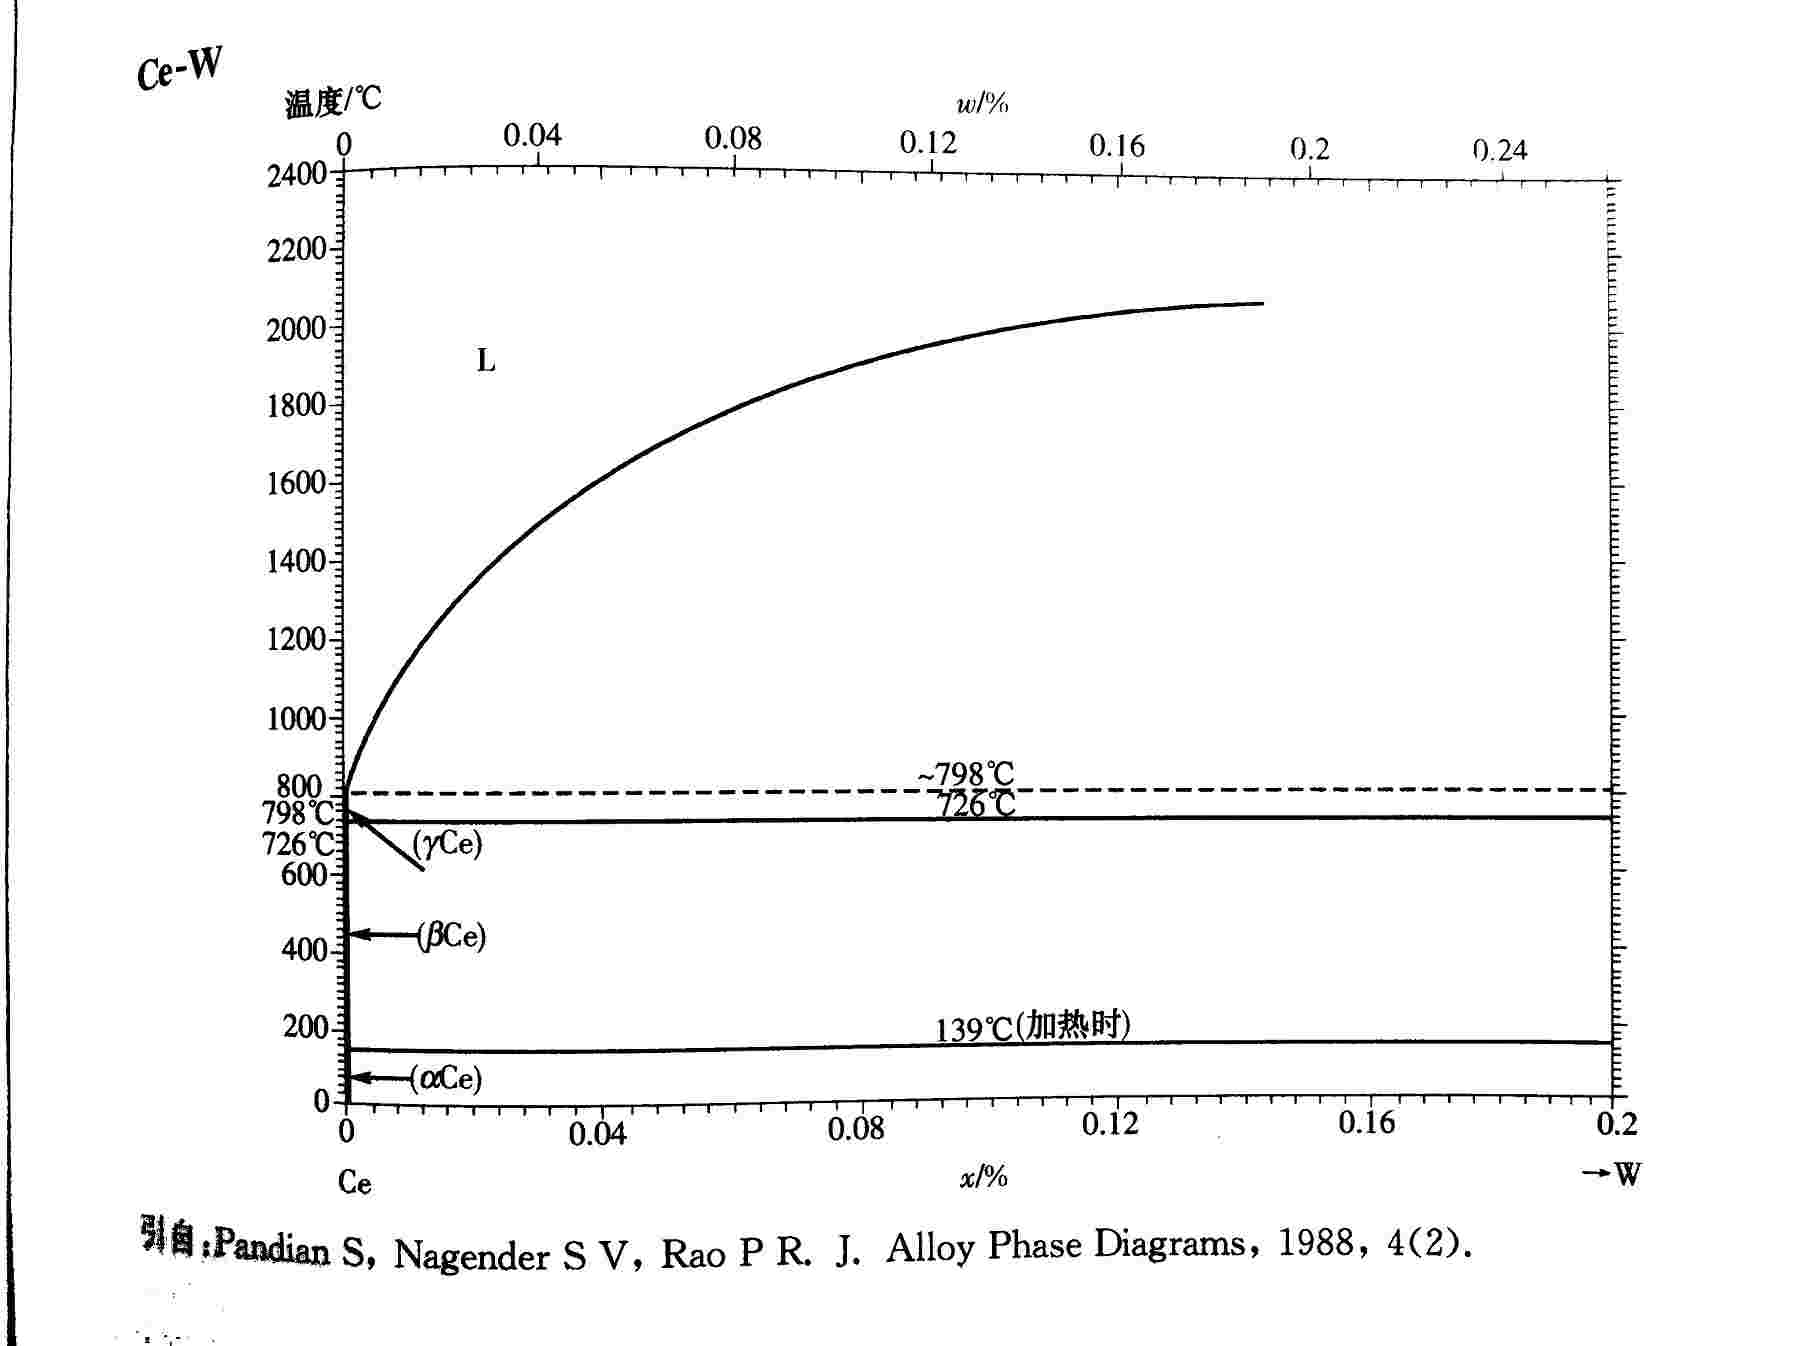 Ce-W
温度/℃
w/%
0 0.04 0.08 0.12 0.16 0.2 0.24
2400
2200
2000
L
1800
1600
1400
1200
1000
~798℃
800
798℃
726℃
726℃
(γCe)
600
(βCe)
400
200
139℃(加热时)
(αCe)
0
0 0.04 0.08 0.12 0.16 0.2
Ce x/% →W
引自:Pandian S, Nagender S V, Rao P R. J. Alloy Phase Diagrams, 1988, 4(2).